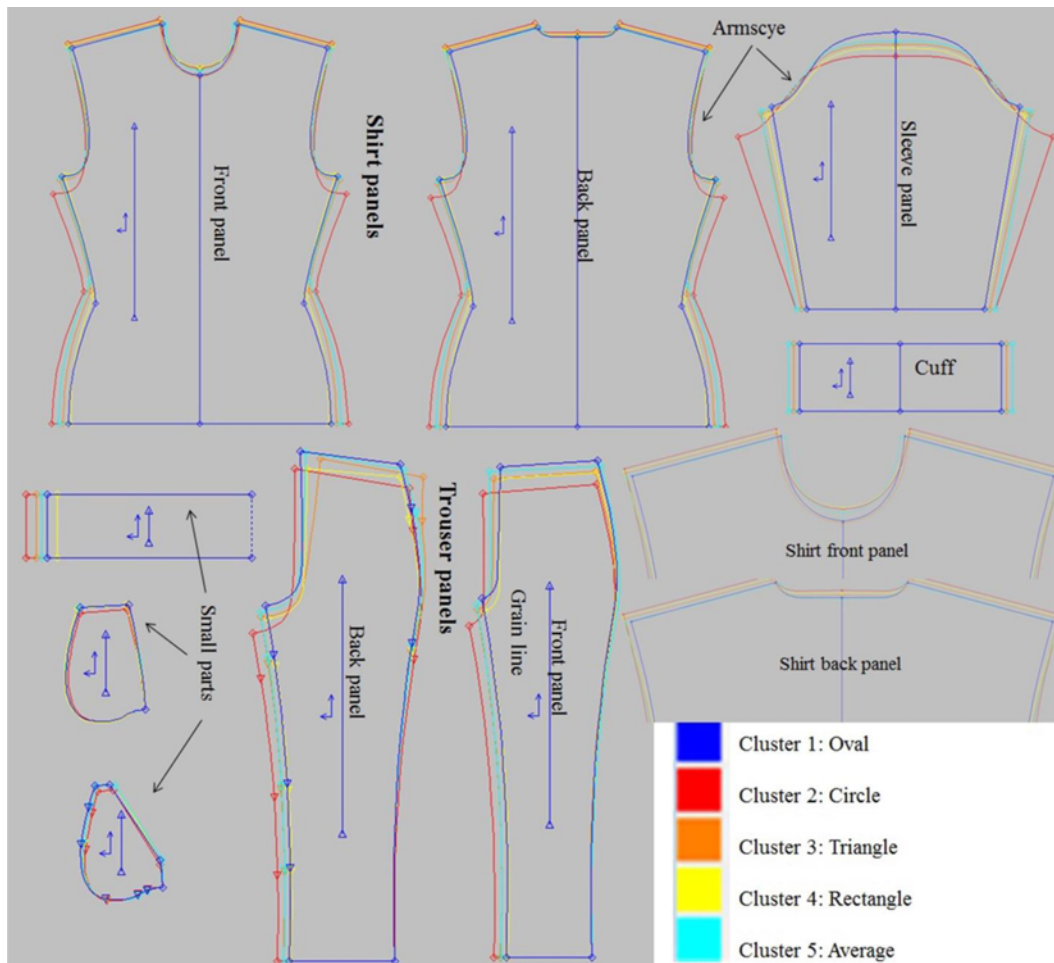 Armscye
Shirt panels
Front panel
Back panel
Sleeve panel
Cuff
Trouser panels
Small parts
Back panel
Grain line
Front panel
Shirt front panel
Shirt back panel
Cluster 1: Oval
Cluster 2: Circle
Cluster 3: Triangle
Cluster 4: Rectangle
Cluster 5: Average